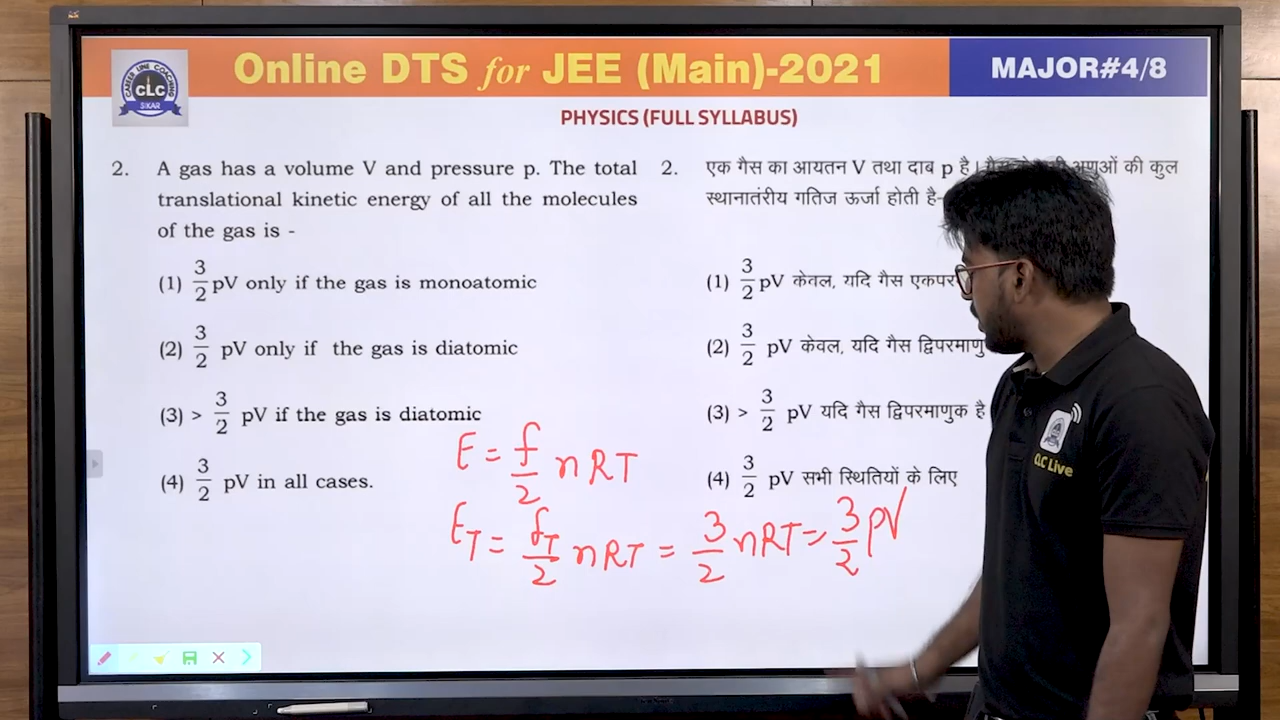 Online DTS for JEE (Main)-2021
MAJOR#4/8
CAREER LINE COACHING
CLC
SIKAR
PHYSICS (FULL SYLLABUS)
2. A gas has a volume V and pressure p. The total
translational kinetic energy of all the molecules
of the gas is -
(1) 3/2 pV only if the gas is monoatomic
(2) 3/2 pV only if the gas is diatomic
(3) > 3/2 pV if the gas is diatomic
(4) 3/2 pV in all cases.
2. एक गैस का आयतन V तथा दाब p है। अणुओं की कुल
स्थानातंरीय गतिज ऊर्जा होती है-
(1) 3/2 pV केवल, यदि गैस
(2) 3/2 pV केवल, यदि गैस
(3) > 3/2 pV यदि गैस द्विपरमाणुक है
(4) 3/2 pV सभी स्थितियों के लिए
E = f/2 nRT
E_T = f_T/2 nRT = 3/2 nRT = 3/2 pV
CLC Live